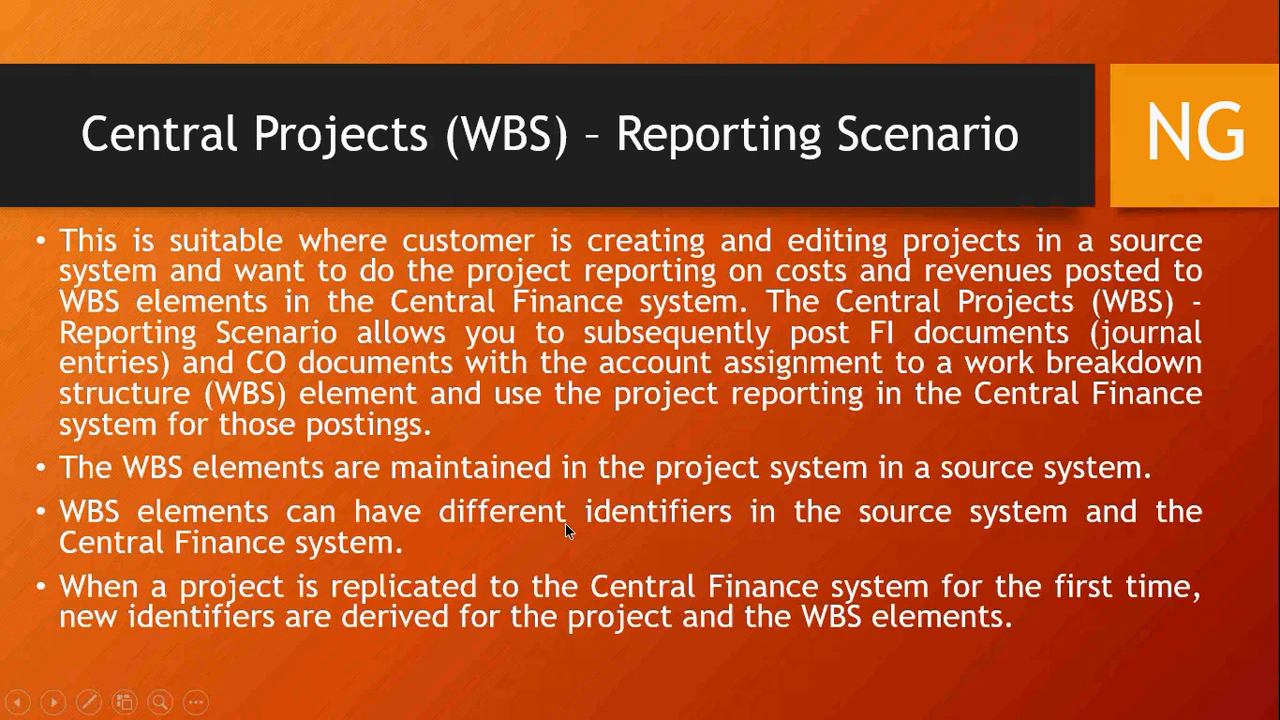 Central Projects (WBS) – Reporting Scenario
NG
• This is suitable where customer is creating and editing projects in a source
system and want to do the project reporting on costs and revenues posted to
WBS elements in the Central Finance system. The Central Projects (WBS) -
Reporting Scenario allows you to subsequently post FI documents (journal
entries) and CO documents with the account assignment to a work breakdown
structure (WBS) element and use the project reporting in the Central Finance
system for those postings.
• The WBS elements are maintained in the project system in a source system.
• WBS elements can have different identifiers in the source system and the
Central Finance system.
• When a project is replicated to the Central Finance system for the first time,
new identifiers are derived for the project and the WBS elements.